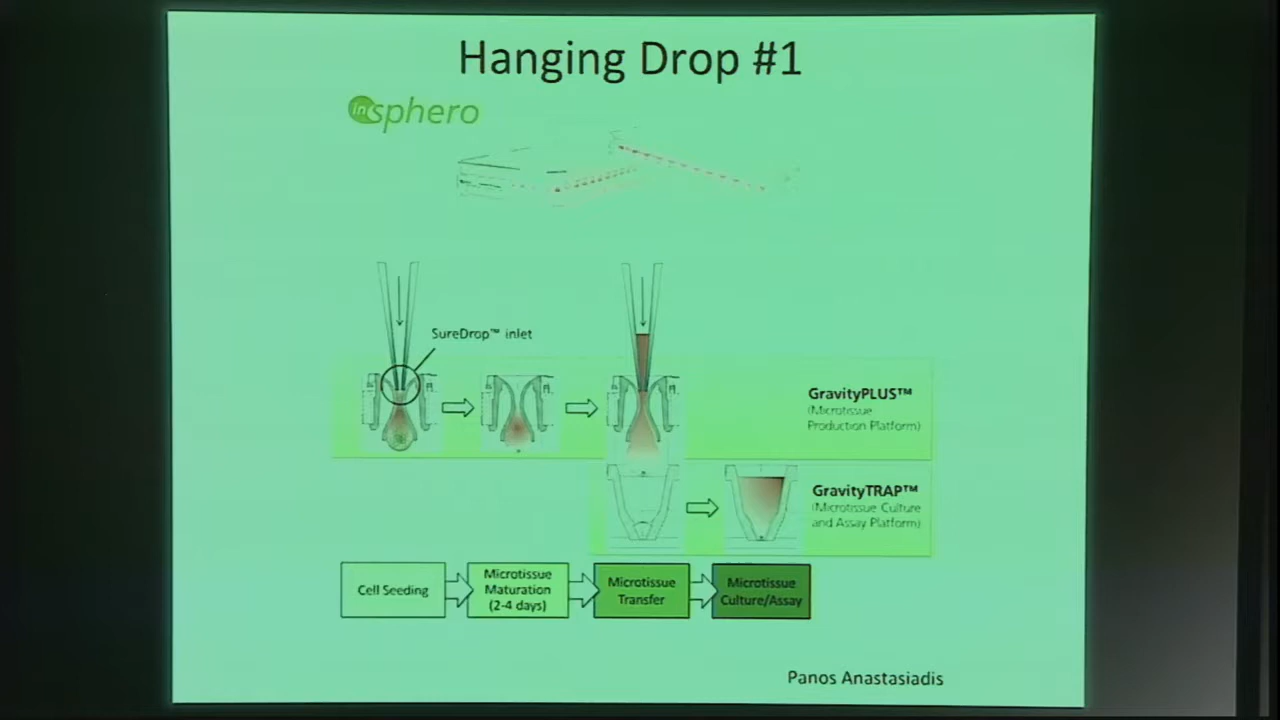 Hanging Drop #1
insphero
SureDrop™ inlet
GravityPLUS™
(Microtissue
Production Platform)
GravityTRAP™
(Microtissue Culture
and Assay Platform)
Cell Seeding
Microtissue
Maturation
(2-4 days)
Microtissue
Transfer
Microtissue
Culture/Assay
Panos Anastasiadis